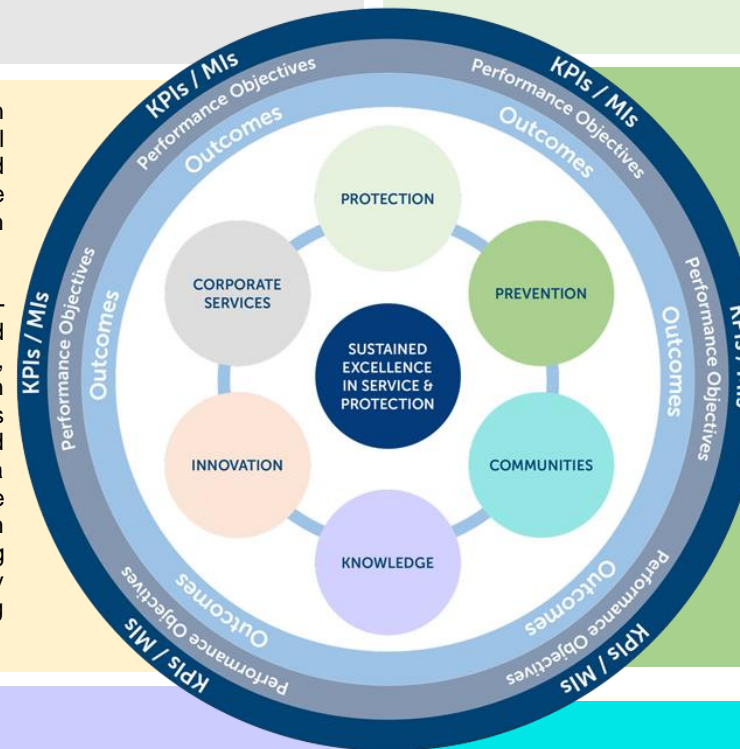 KPIs / MIs
KPIs / MIs
Performance Objectives
Performance Objectives
Outcomes
Outcomes
PROTECTION
CORPORATE
SERVICES
PREVENTION
KPIs / MIs
Performance Objectives
Outcomes
SUSTAINED
EXCELLENCE
IN SERVICE &
PROTECTION
Outcomes
Performance Objectives
KPIs / MIs
INNOVATION
COMMUNITIES
KNOWLEDGE
Outcomes
Outcomes
Performance Objectives
Performance Objectives
KPIs / MIs
KPIs / MIs